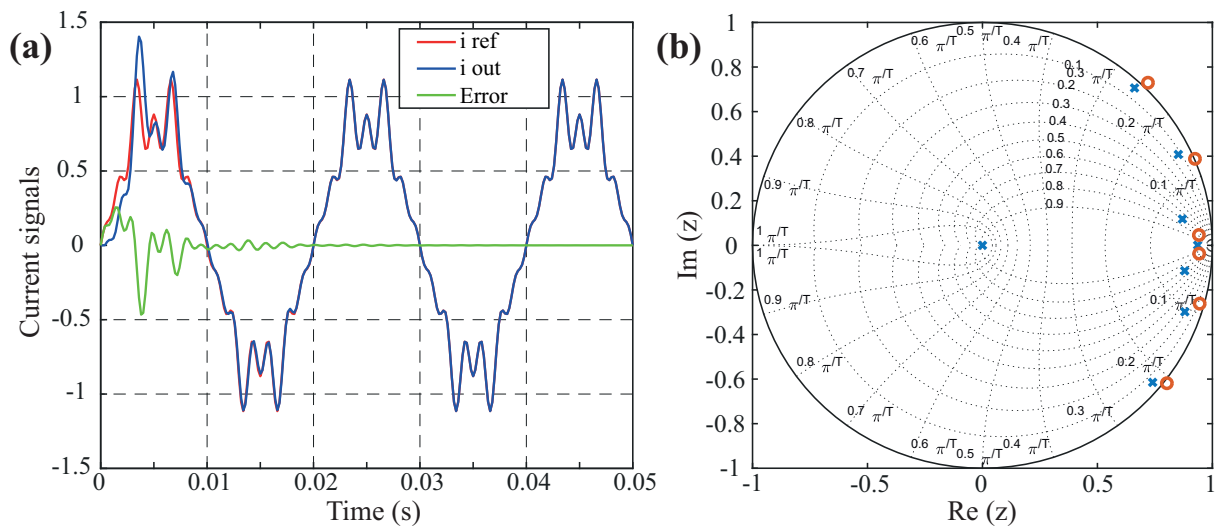 (a)
1.5
1
0.5
0
-0.5
-1
-1.5
Current signals
i ref
i out
Error
0
0.01
0.02
0.03
0.04
0.05
Time (s)
(b)
1
0.8
0.6
0.4
0.2
0
-0.2
-0.4
-0.6
-0.8
-1
Im (z)
0.5 π/T
0.6 π/T
0.4 π/T
0.7 π/T
0.3 π/T
0.8 π/T
0.2 π/T
0.9 π/T
0.1 π/T
1 π/T
1 π/T
0.9 π/T
0.1 π/T
0.8 π/T
0.2 π/T
0.7 π/T
0.3 π/T
0.6 π/T
0.4 π/T
0.5 π/T
0.1
0.2
0.3
0.4
0.5
0.6
0.7
0.8
0.9
-1
-0.5
0
0.5
1
Re (z)